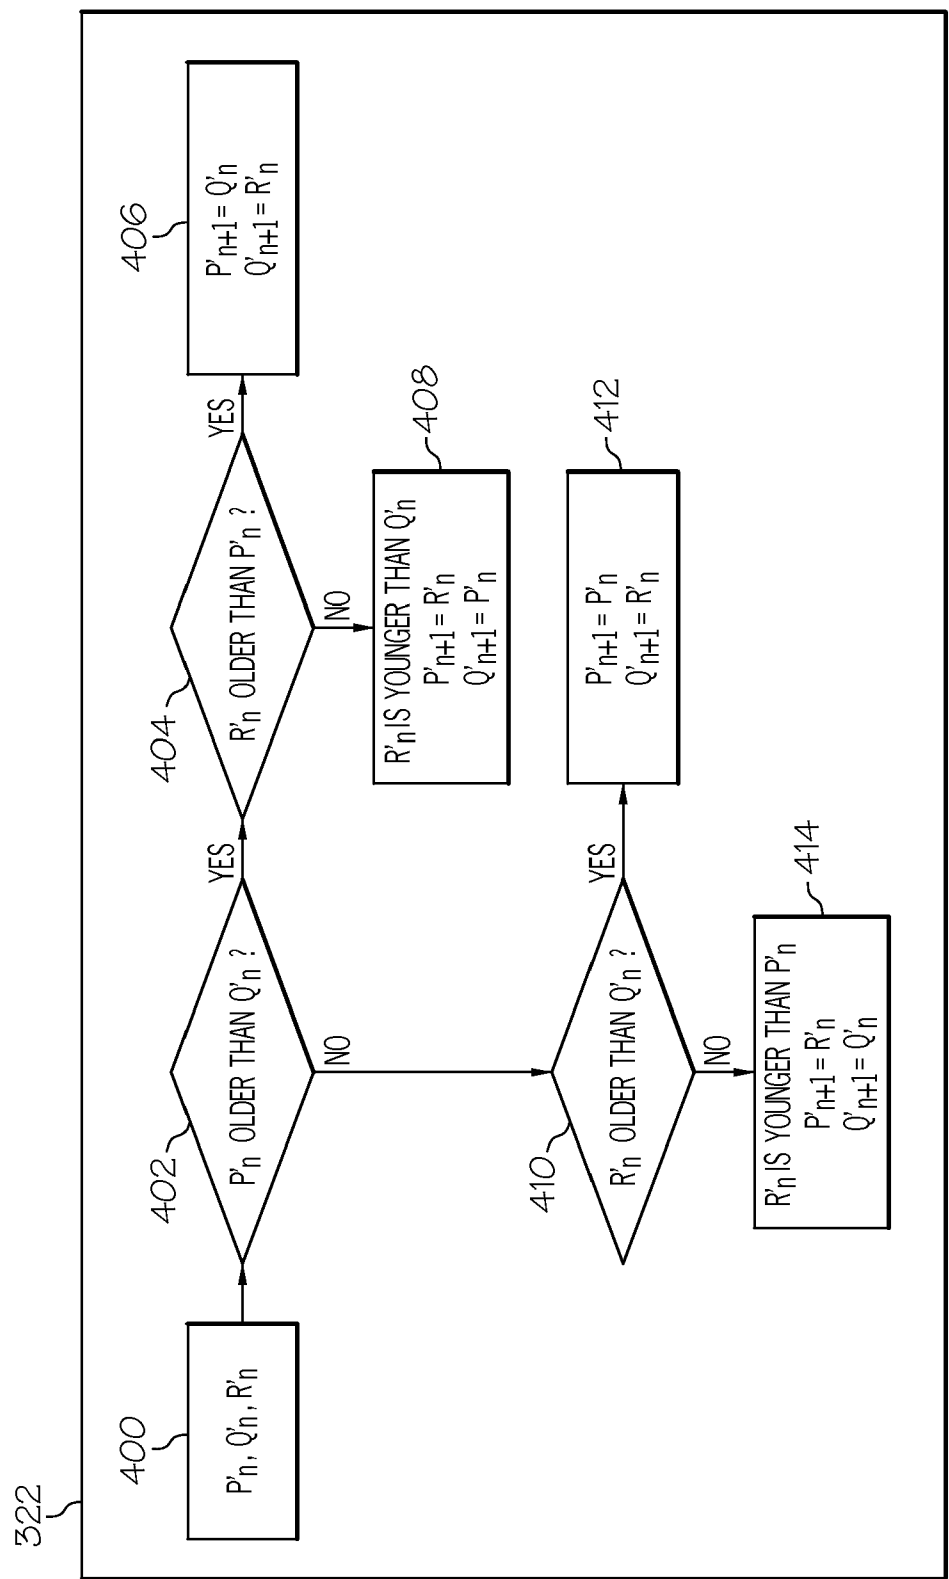 322
400
P'n, Q'n, R'n
402
P'n OLDER THAN Q'n ?
YES
NO
404
R'n OLDER THAN P'n ?
YES
NO
406
P'n+1 = Q'n
Q'n+1 = R'n
408
R'n IS YOUNGER THAN Q'n
P'n+1 = R'n
Q'n+1 = P'n
410
R'n OLDER THAN Q'n ?
YES
NO
412
P'n+1 = P'n
Q'n+1 = R'n
414
R'n IS YOUNGER THAN P'n
P'n+1 = R'n
Q'n+1 = Q'n